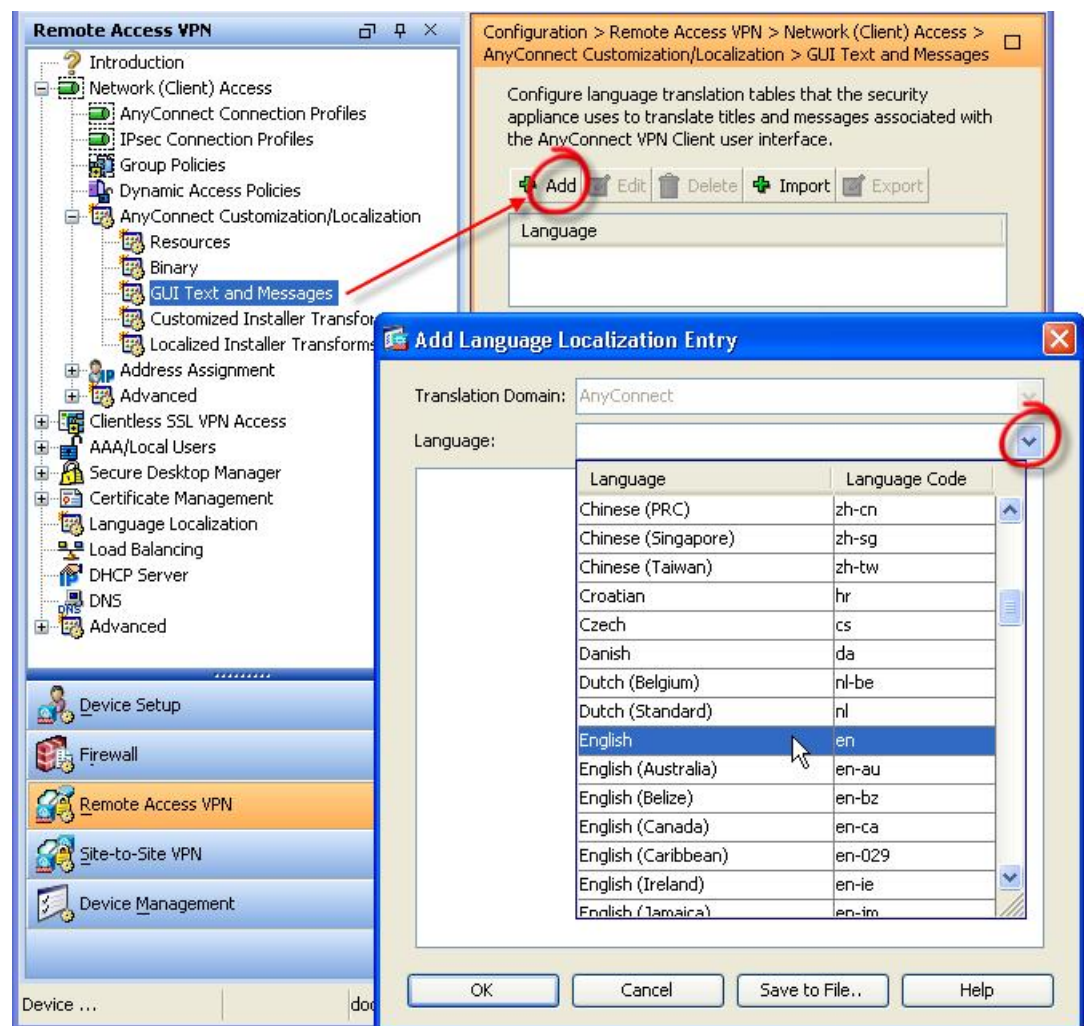 Remote Access VPN
Introduction
Network (Client) Access
AnyConnect Connection Profiles
IPsec Connection Profiles
Group Policies
Dynamic Access Policies
AnyConnect Customization/Localization
Resources
Binary
GUI Text and Messages
Customized Installer Transfor
Localized Installer Transforms
Address Assignment
Advanced
Clientless SSL VPN Access
AAA/Local Users
Secure Desktop Manager
Certificate Management
Language Localization
Load Balancing
DHCP Server
DNS
Advanced
Device Setup
Firewall
Remote Access VPN
Site-to-Site VPN
Device Management
Device ...
doc
Configuration > Remote Access VPN > Network (Client) Access >
AnyConnect Customization/Localization > GUI Text and Messages
Configure language translation tables that the security
appliance uses to translate titles and messages associated with
the AnyConnect VPN Client user interface.
Add Edit Delete Import Export
Language
Add Language Localization Entry
Translation Domain: AnyConnect
Language:
Language Language Code
Chinese (PRC) zh-cn
Chinese (Singapore) zh-sg
Chinese (Taiwan) zh-tw
Croatian hr
Czech cs
Danish da
Dutch (Belgium) nl-be
Dutch (Standard) nl
English en
English (Australia) en-au
English (Belize) en-bz
English (Canada) en-ca
English (Caribbean) en-029
English (Ireland) en-ie
English (Jamaica) en-jm
OK Cancel Save to File.. Help